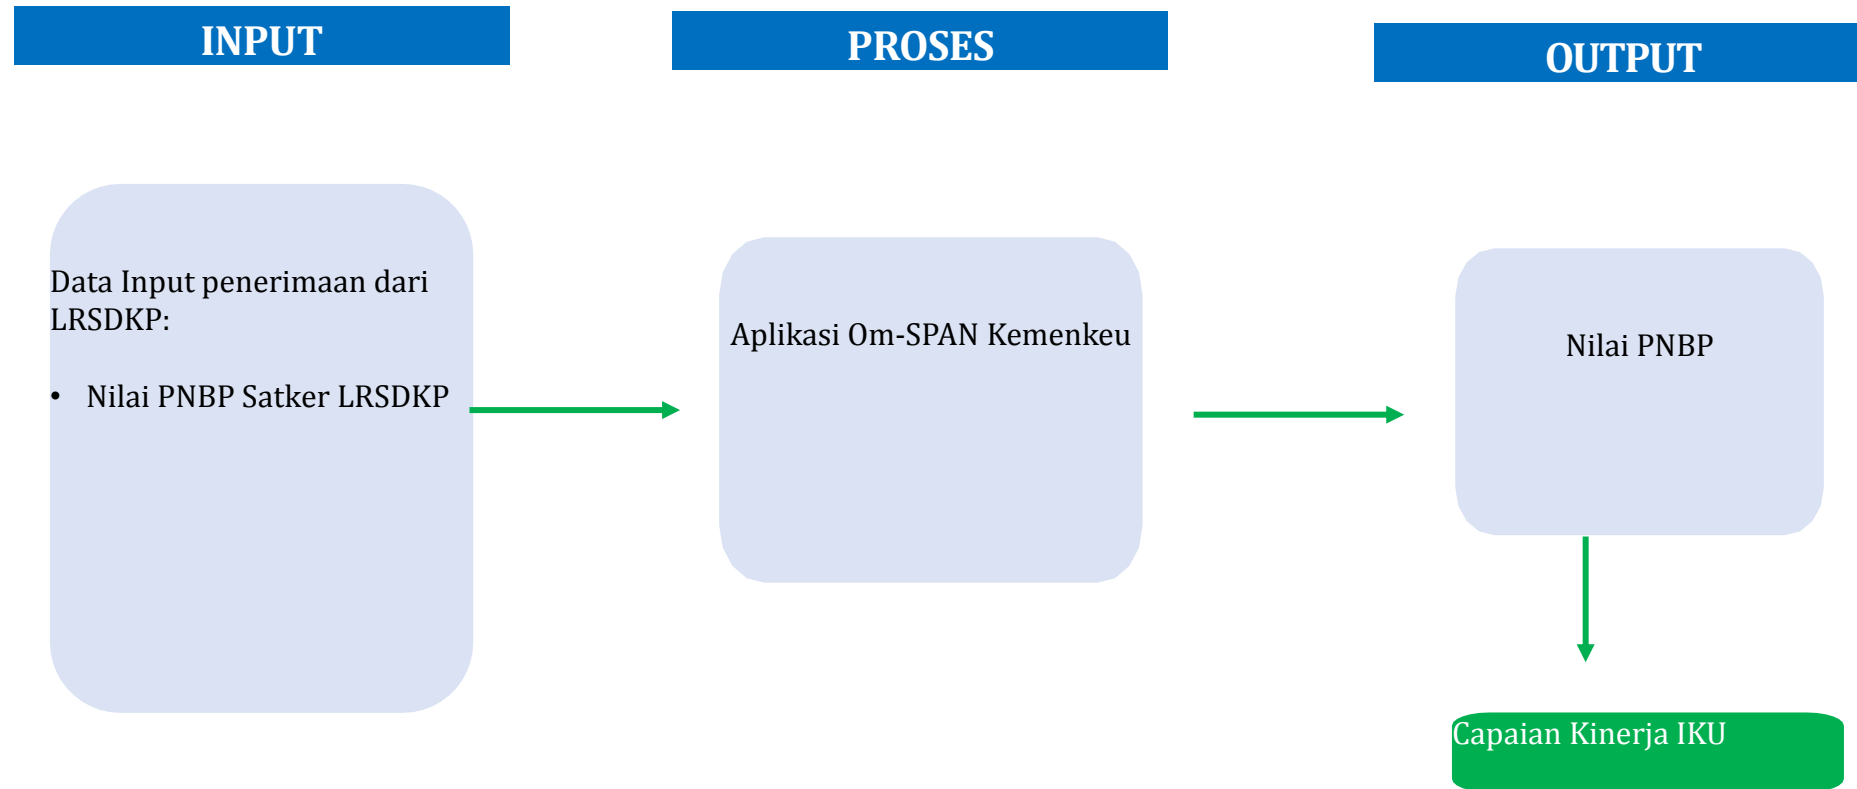 INPUT
PROSES
OUTPUT
Data Input penerimaan dari
LRSDKP:
• Nilai PNBP Satker LRSDKP
Aplikasi Om-SPAN Kemenkeu
Nilai PNBP
Capaian Kinerja IKU